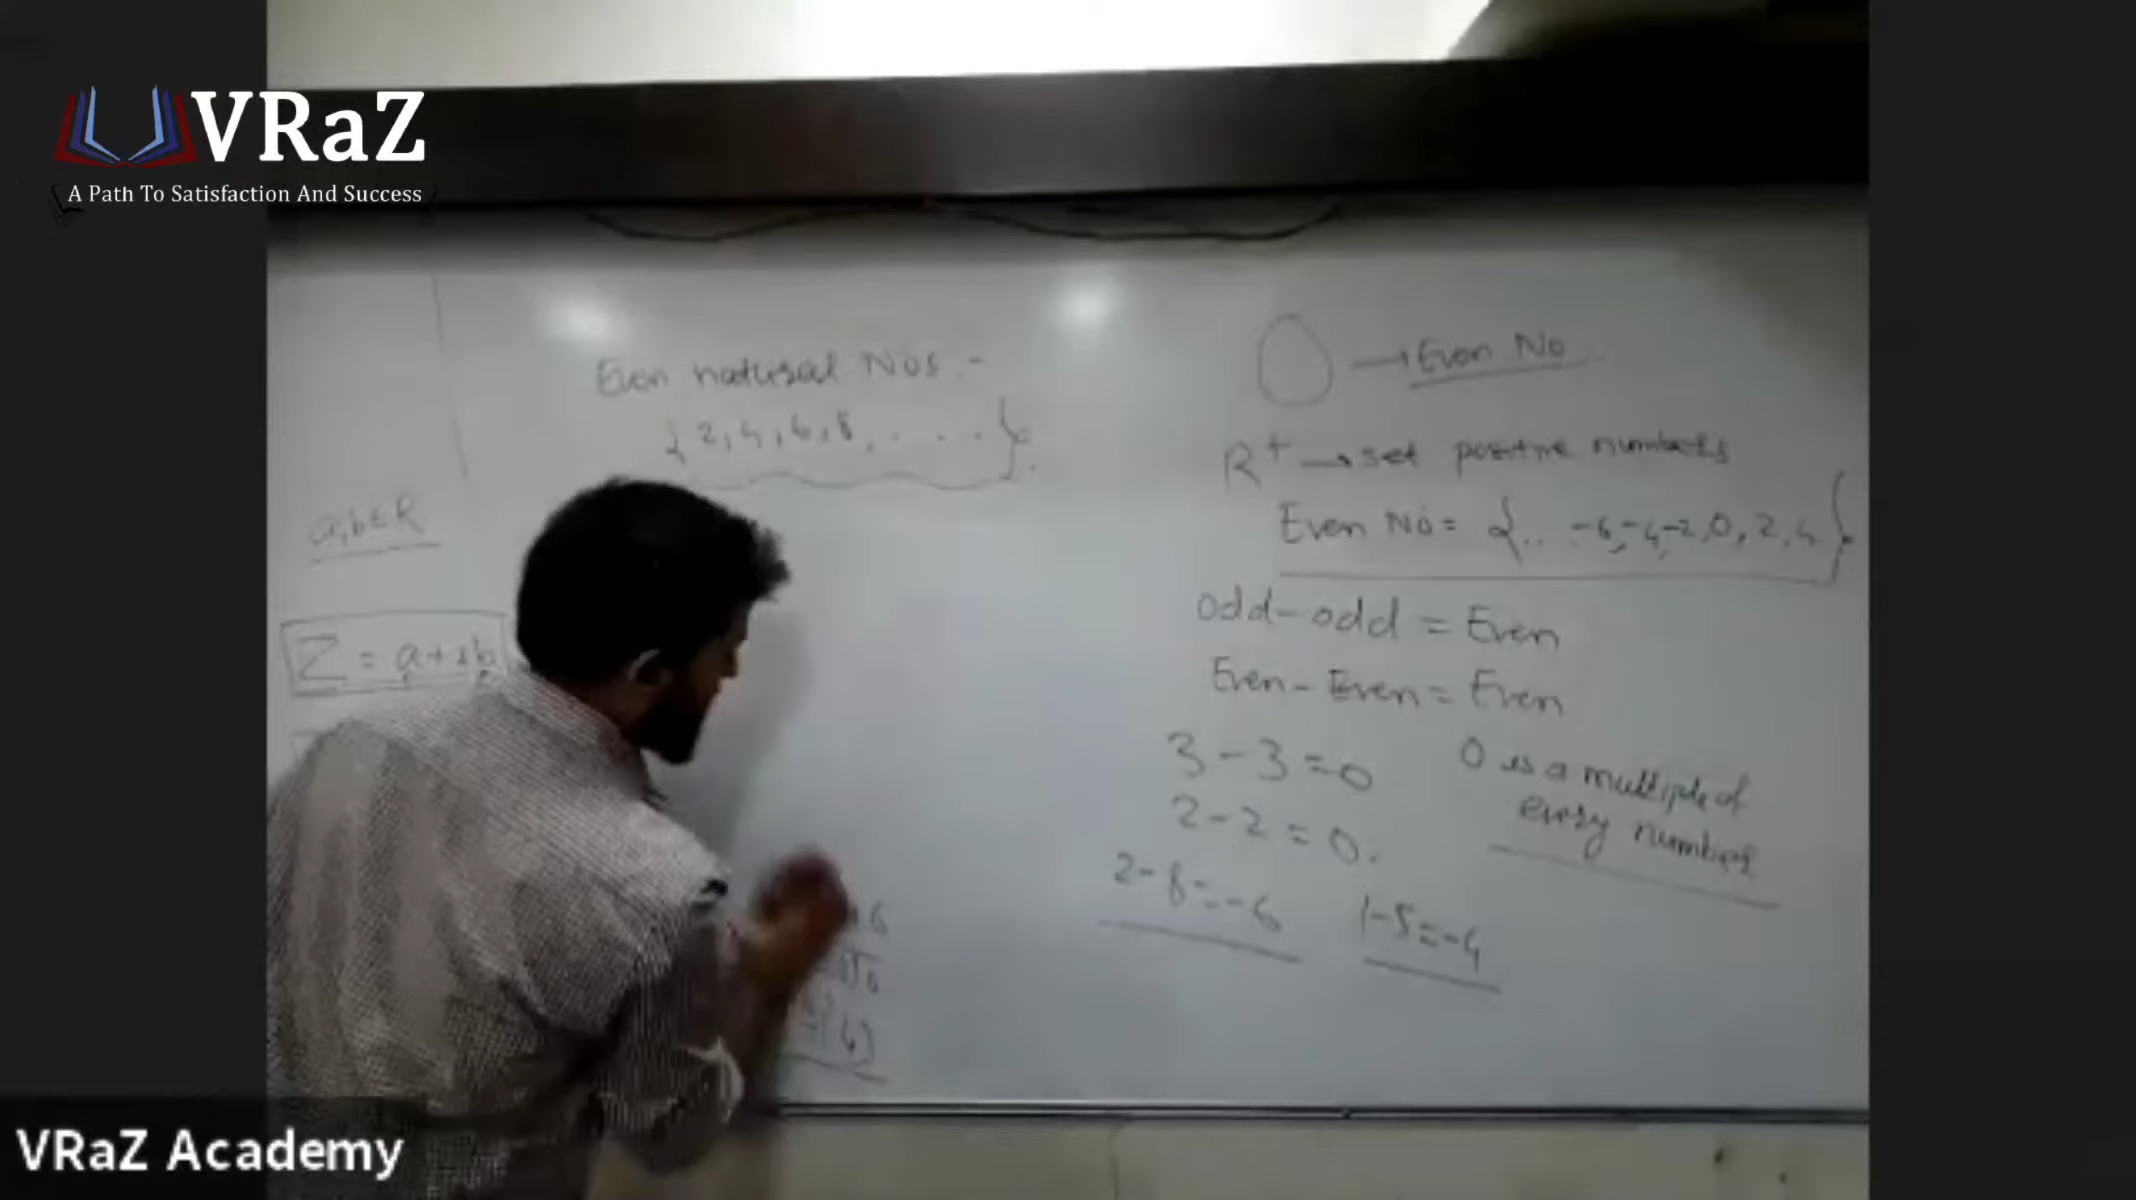 VRaZ
A Path To Satisfaction And Success
Even natural Nos.-
{2, 4, 6, 8, . . . .}
a, b ∈ R
Z = a+ib
0 → Even No
R+ → set positive numbers
Even No = {.. -6, -4, -2, 0, 2, 4}
odd - odd = Even
Even - Even = Even
3 - 3 = 0
2 - 2 = 0.
0 is a multiple of
every number
2 - 8 = -6
1 - 5 = -4
VRaZ Academy